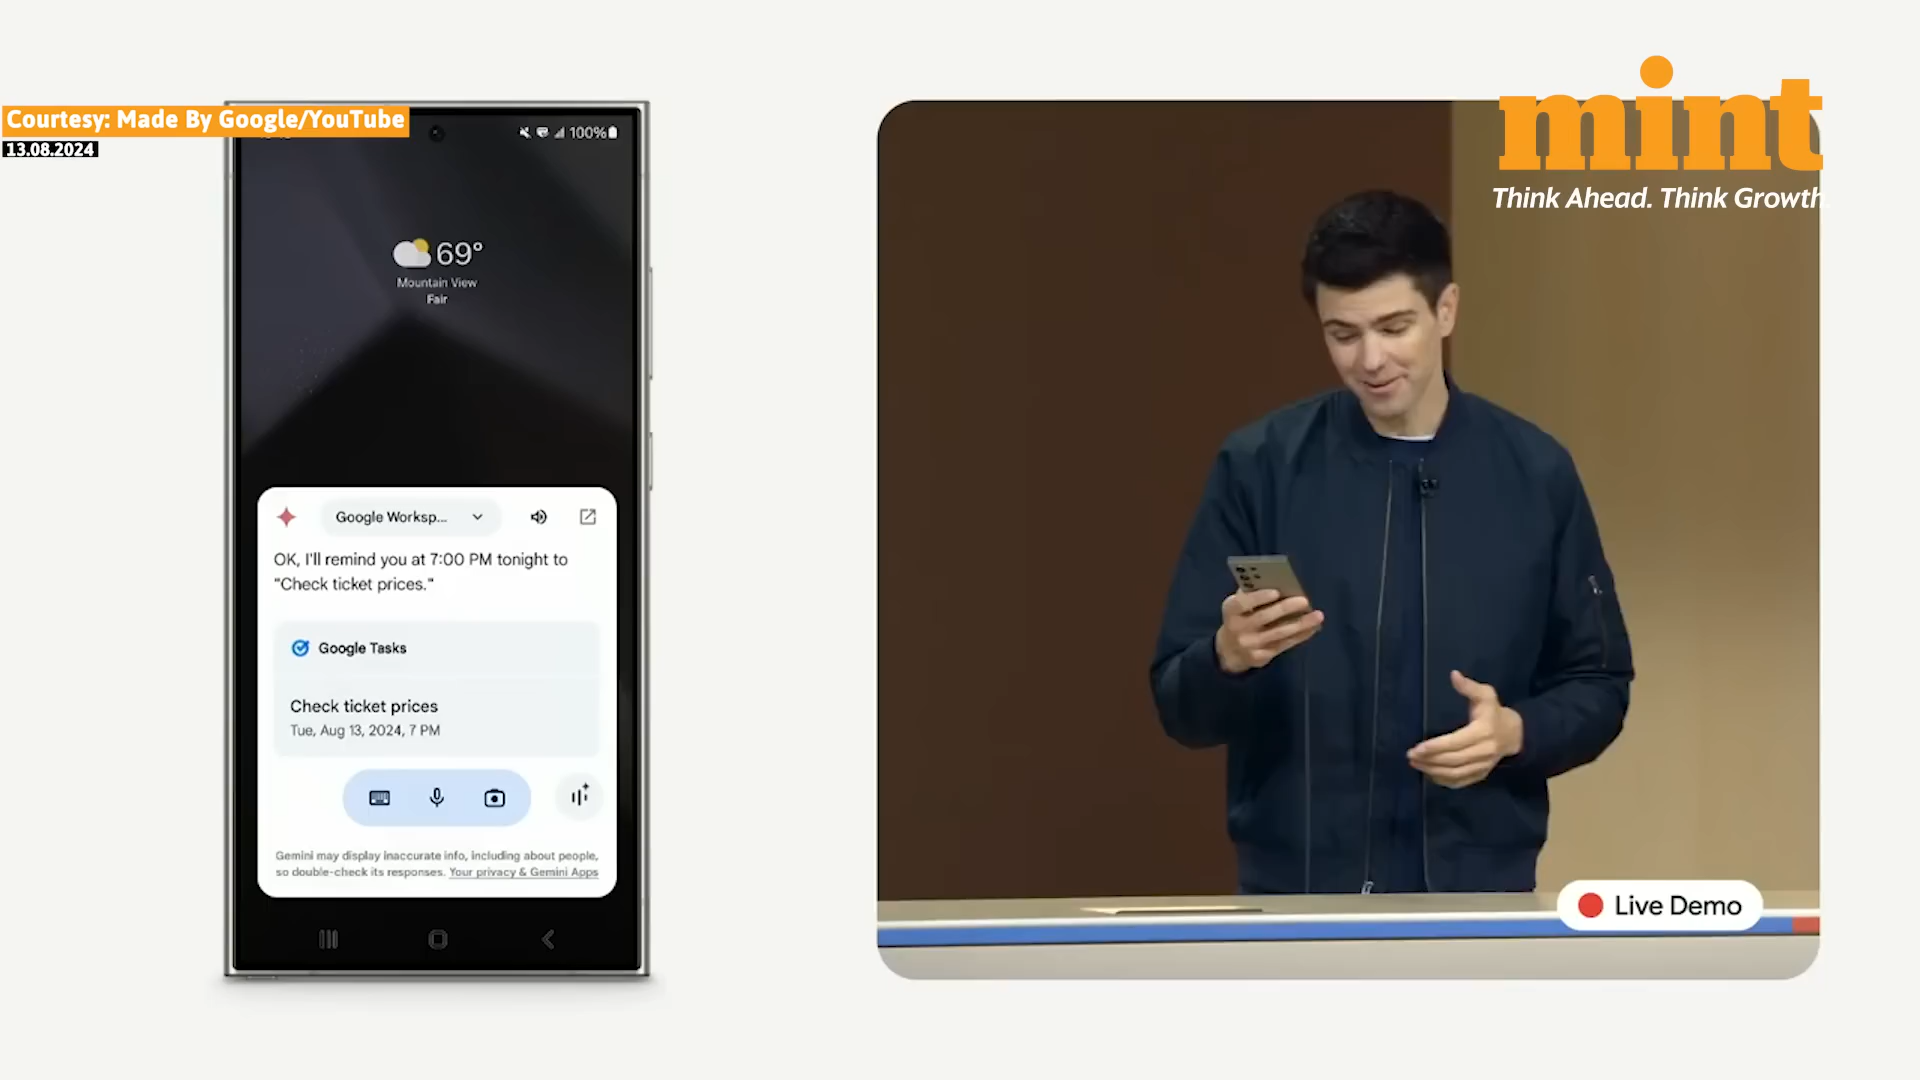 Courtesy: Made By Google/YouTube
13.08.2024
100%
69°
Mountain View
Fair
Google Worksp...
OK, I'll remind you at 7:00 PM tonight to
"Check ticket prices."
Google Tasks
Check ticket prices
Tue, Aug 13, 2024, 7 PM
Gemini may display inaccurate info, including about people,
so double-check its responses. Your privacy & Gemini Apps
mint
Think Ahead. Think Growth.
Live Demo